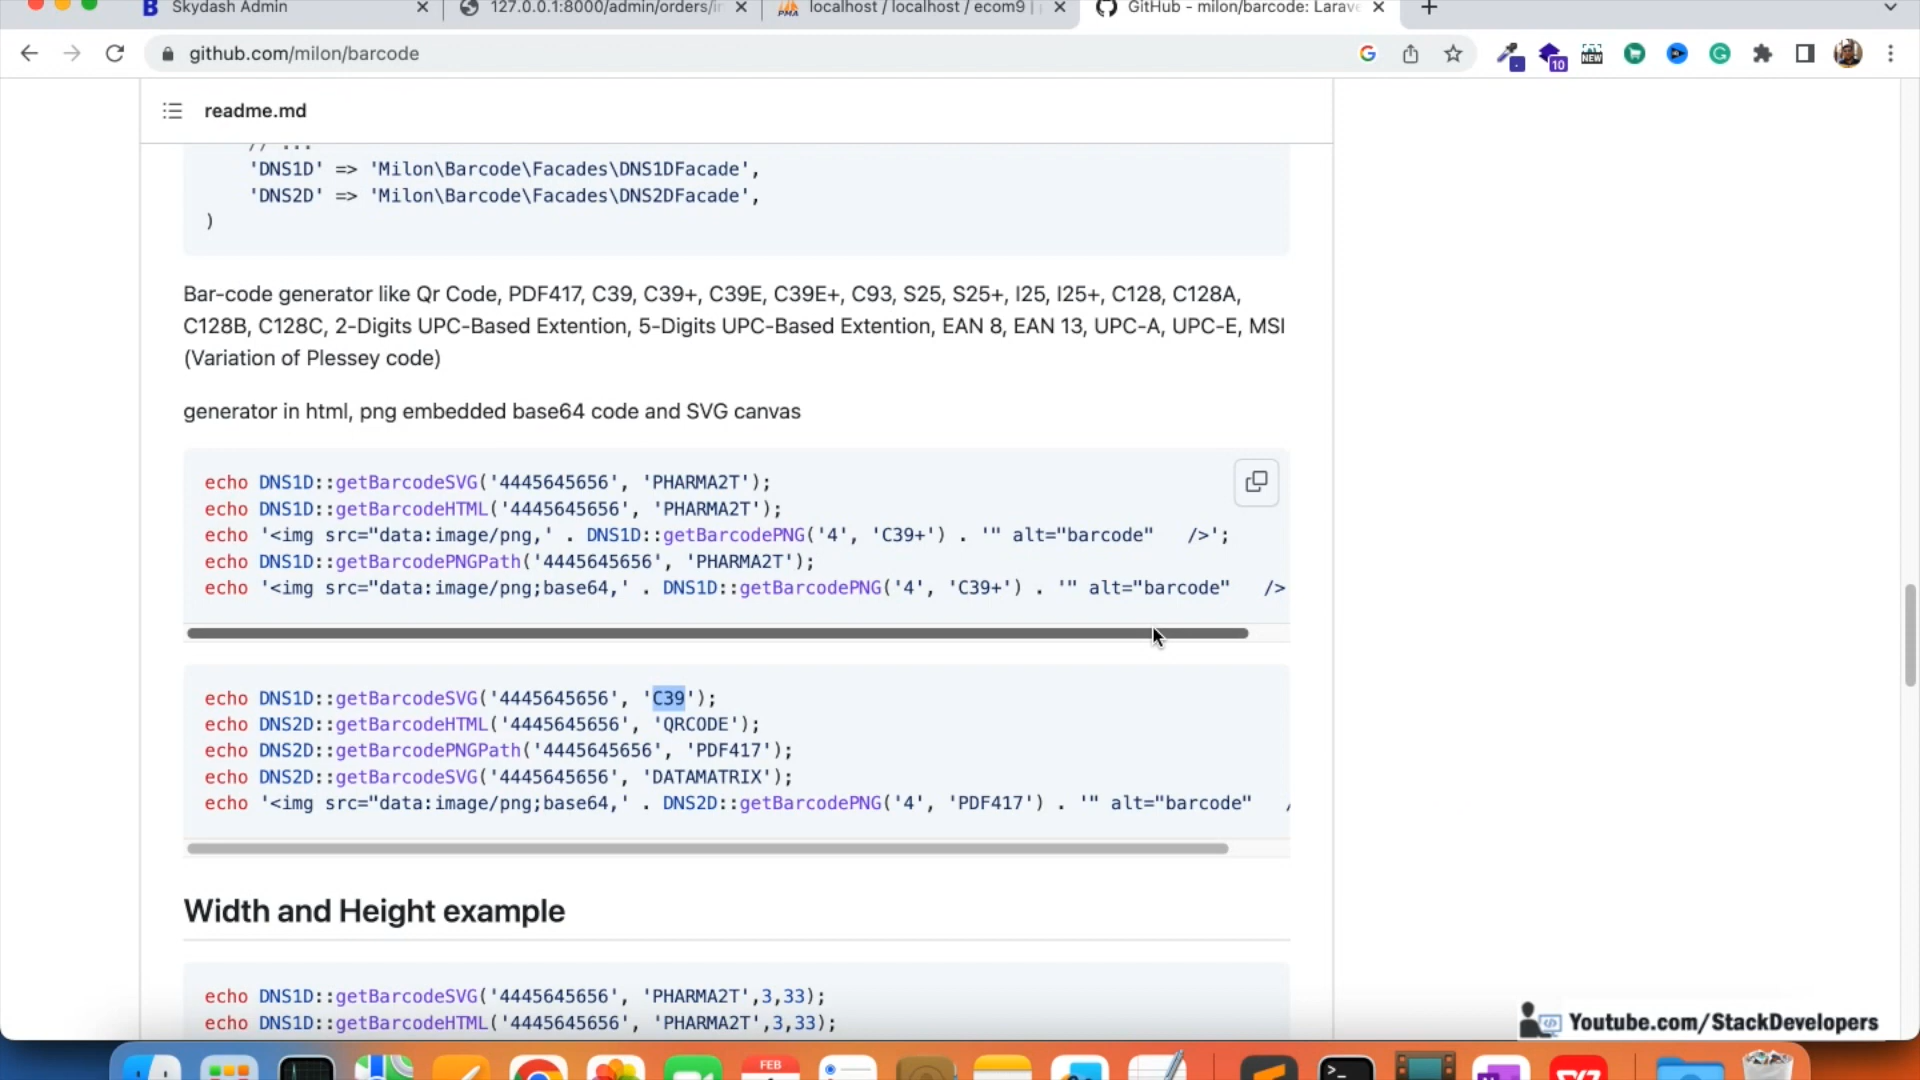 Skydash Admin
127.0.0.1:8000/admin/orders/in
localhost / localhost / ecom9 |
GitHub - milon/barcode: Larave
github.com/milon/barcode
10
NEW
readme.md
// ...
'DNS1D' => 'Milon\Barcode\Facades\DNS1DFacade',
'DNS2D' => 'Milon\Barcode\Facades\DNS2DFacade',
)
Bar-code generator like Qr Code, PDF417, C39, C39+, C39E, C39E+, C93, S25, S25+, I25, I25+, C128, C128A,
C128B, C128C, 2-Digits UPC-Based Extention, 5-Digits UPC-Based Extention, EAN 8, EAN 13, UPC-A, UPC-E, MSI
(Variation of Plessey code)
generator in html, png embedded base64 code and SVG canvas
echo DNS1D::getBarcodeSVG('4445645656', 'PHARMA2T');
echo DNS1D::getBarcodeHTML('4445645656', 'PHARMA2T');
echo '<img src="data:image/png,' . DNS1D::getBarcodePNG('4', 'C39+') . '" alt="barcode"   />';
echo DNS1D::getBarcodePNGPath('4445645656', 'PHARMA2T');
echo '<img src="data:image/png;base64,' . DNS1D::getBarcodePNG('4', 'C39+') . '" alt="barcode"   />
echo DNS1D::getBarcodeSVG('4445645656', 'C39');
echo DNS2D::getBarcodeHTML('4445645656', 'QRCODE');
echo DNS2D::getBarcodePNGPath('4445645656', 'PDF417');
echo DNS2D::getBarcodeSVG('4445645656', 'DATAMATRIX');
echo '<img src="data:image/png;base64,' . DNS2D::getBarcodePNG('4', 'PDF417') . '" alt="barcode"   /
Width and Height example
echo DNS1D::getBarcodeSVG('4445645656', 'PHARMA2T',3,33);
echo DNS1D::getBarcodeHTML('4445645656', 'PHARMA2T',3,33);
Youtube.com/StackDevelopers
FEB